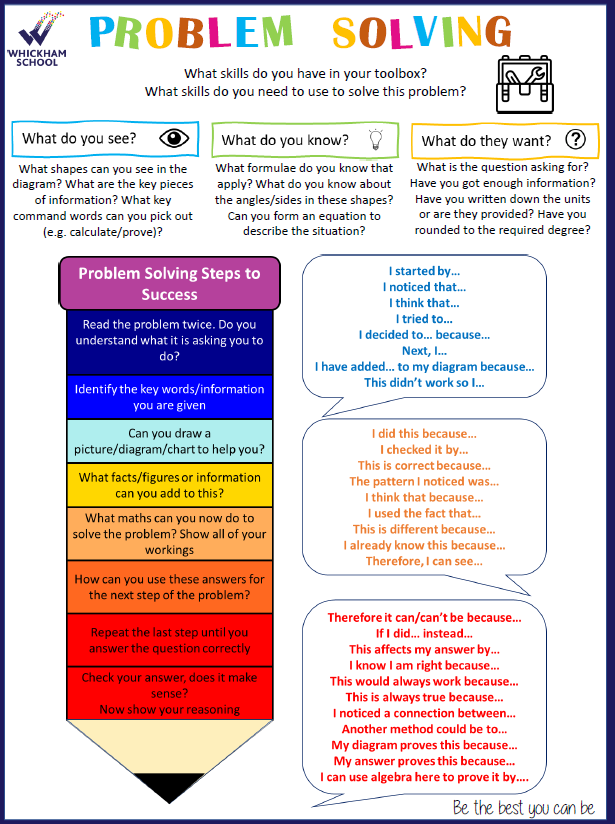 WHICKHAM
SCHOOL
PROBLEM SOLVING
What skills do you have in your toolbox?
What skills do you need to use to solve this problem?
What do you see?
What shapes can you see in the
diagram? What are the key pieces
of information? What key
command words can you pick out
(e.g. calculate/prove)?
What do you know?
What formulae do you know that
apply? What do you know about
the angles/sides in these shapes?
Can you form an equation to
describe the situation?
What do they want?
?
What is the question asking for?
Have you got enough information?
Have you written down the units
or are they provided? Have you
rounded to the required degree?
Problem Solving Steps to
Success
Read the problem twice. Do you
understand what it is asking you to
do?
Identify the key words/information
you are given
Can you draw a
picture/diagram/chart to help you?
What facts/figures or information
can you add to this?
What maths can you now do to
solve the problem? Show all of your
workings
How can you use these answers for
the next step of the problem?
Repeat the last step until you
answer the question correctly
Check your answer, does it make
sense?
Now show your reasoning
I started by…
I noticed that…
I think that…
I tried to…
I decided to… because…
Next, I…
I have added… to my diagram because…
This didn't work so I…
I did this because…
I checked it by…
This is correct because…
The pattern I noticed was…
I think that because…
I used the fact that…
This is different because…
I already know this because…
Therefore, I can see…
Therefore it can/can't be because…
If I did… instead…
This affects my answer by…
I know I am right because…
This would always work because…
This is always true because…
I noticed a connection between…
Another method could be to…
My diagram proves this because…
My answer proves this because…
I can use algebra here to prove it by….
Be the best you can be